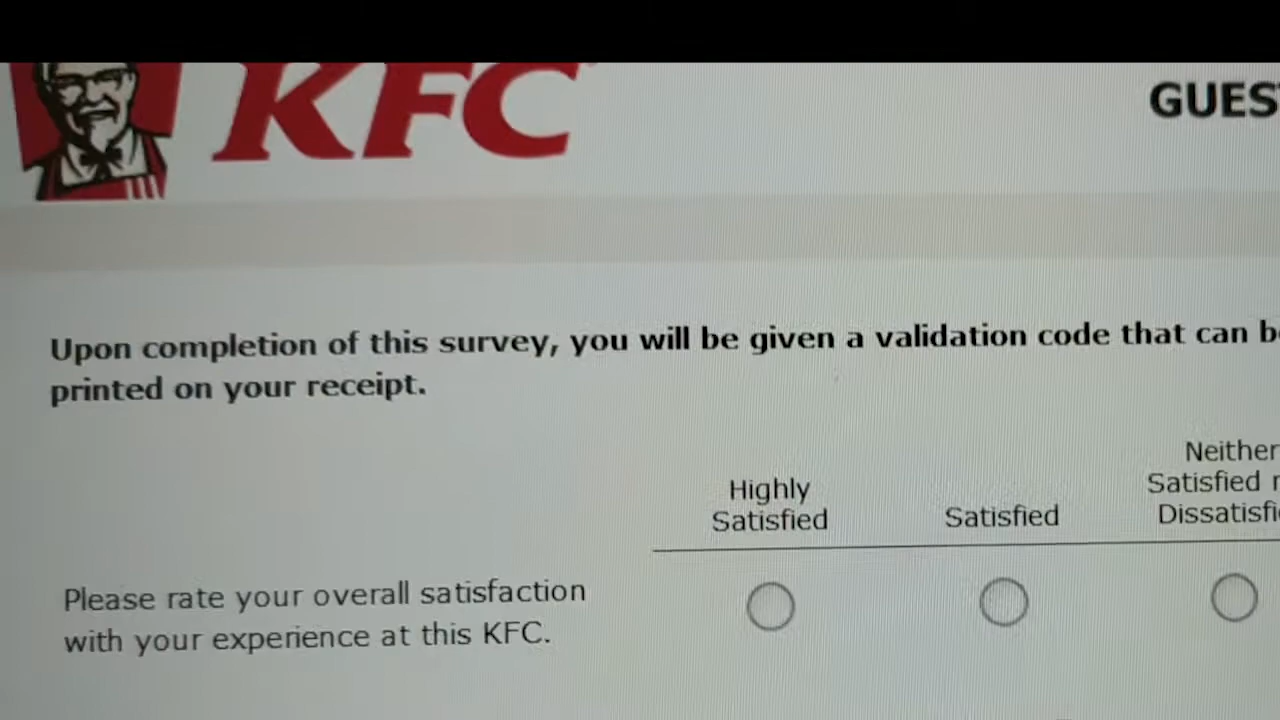 KFC
GUES
Upon completion of this survey, you will be given a validation code that can b
printed on your receipt.
Highly
Satisfied
Satisfied
Neither
Satisfied
Dissatisfi
Please rate your overall satisfaction
with your experience at this KFC.